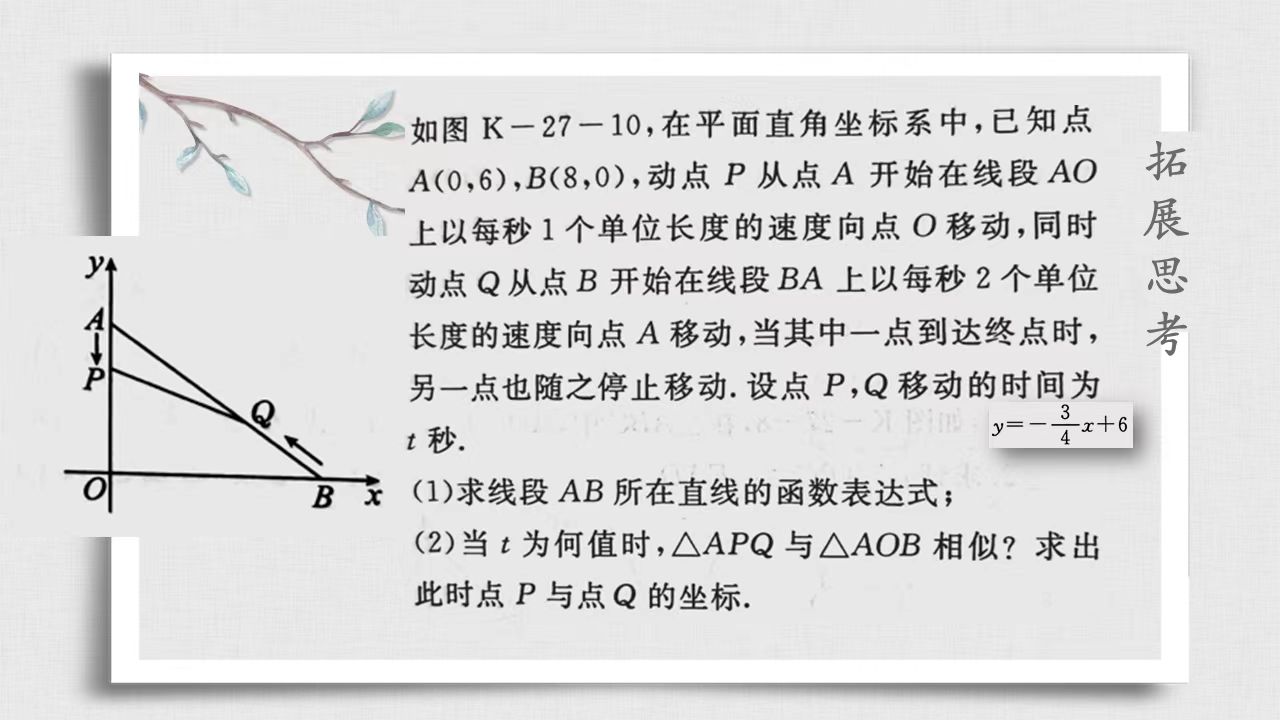 如图 K－27－10,在平面直角坐标系中,已知点
A(0,6),B(8,0),动点 P 从点 A 开始在线段 AO
上以每秒 1 个单位长度的速度向点 O 移动,同时
动点 Q 从点 B 开始在线段 BA 上以每秒 2 个单位
长度的速度向点 A 移动,当其中一点到达终点时,
另一点也随之停止移动.设点 P,Q 移动的时间为
t 秒.
(1)求线段 AB 所在直线的函数表达式;
(2)当 t 为何值时,△APQ 与△AOB 相似?求出
此时点 P 与点 Q 的坐标.
y=-3/4x+6
拓
展
思
考
y
A
P
Q
O
B
x